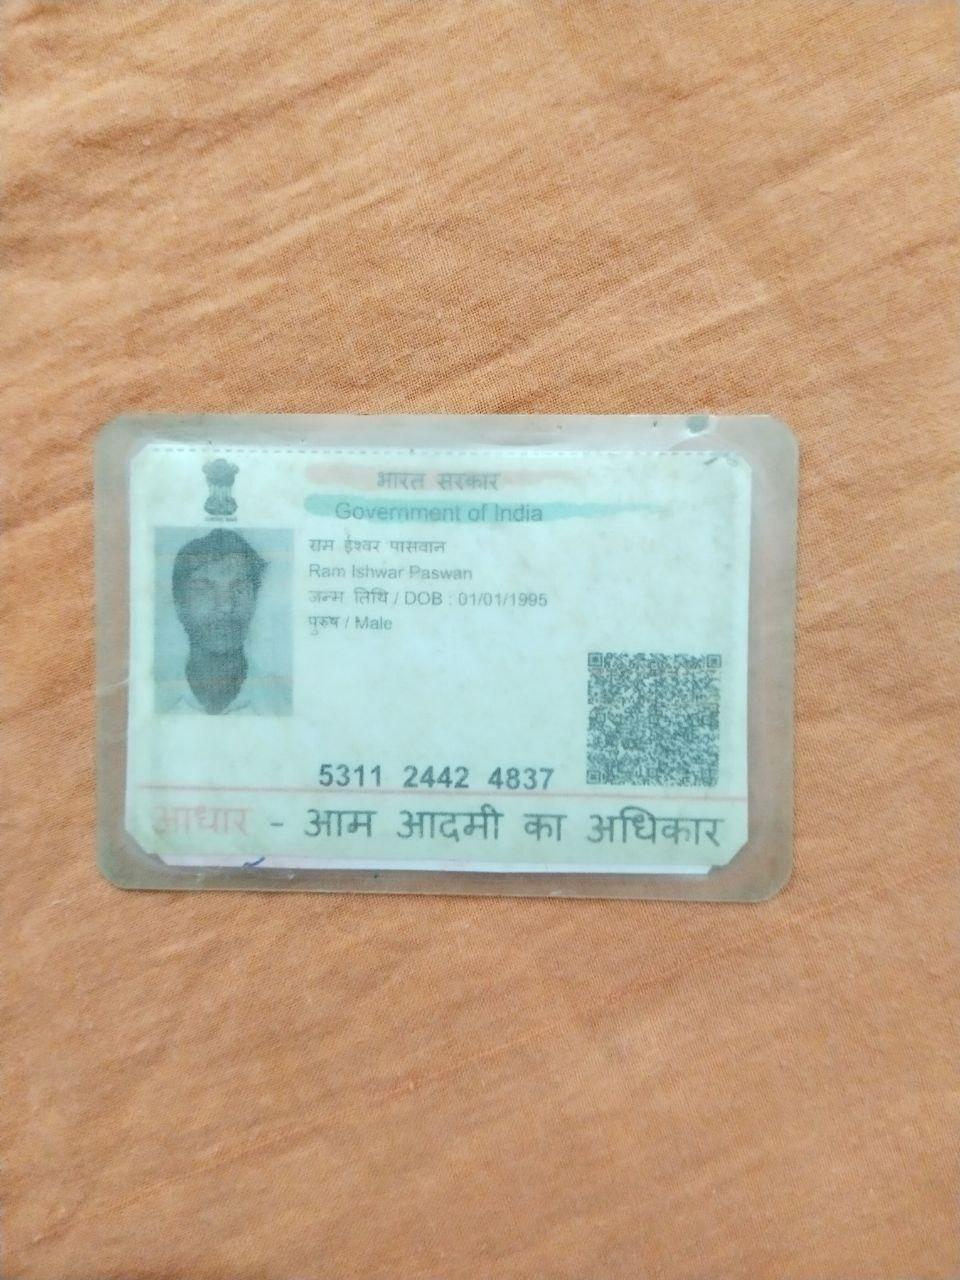 भारत सरकार
Government of India
राम ईश्वर पासवान
Ram Ishwar Paswan
जन्म तिथि / DOB : 01/01/1995
पुरुष / Male
5311 2442 4837
आधार - आम आदमी का अधिकार